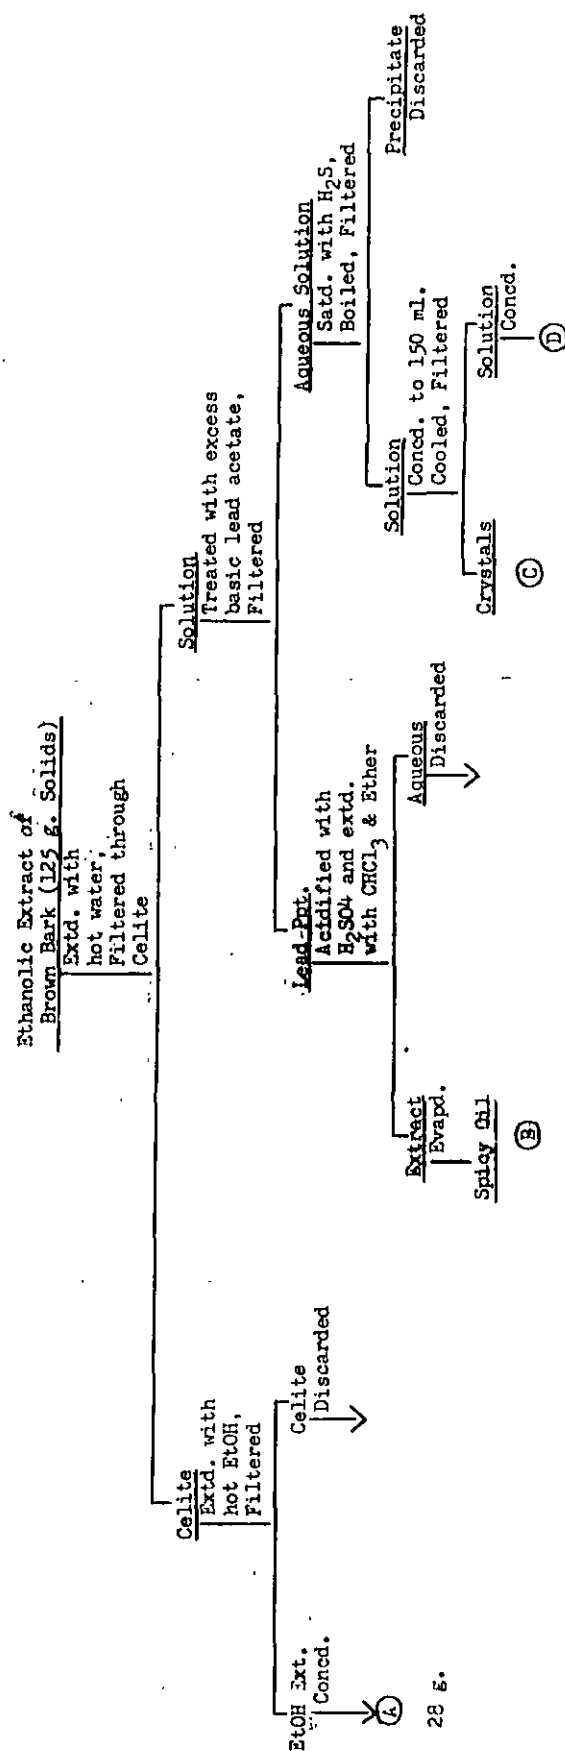 Ethanolic Extract of
Brown Bark (125 g. Solids)
Extd. with
hot water,
Filtered through
Celite
Celite
Extd. with
hot EtOH,
Filtered
EtOH Ext.
Concd.
A
28 g.
Celite
Discarded
Solution
Treated with excess
basic lead acetate,
Filtered
Lead Ppt.
Acidified with
H2SO4 and extd.
with CHCl3 & Ether
Extract
Evapd.
Spicy Oil
B
Aqueous
Discarded
Aqueous Solution
Satd. with H2S,
Boiled, Filtered
Solution
Concd. to 150 ml.
Cooled, Filtered
Crystals
C
Solution
Concd.
D
Precipitate
Discarded